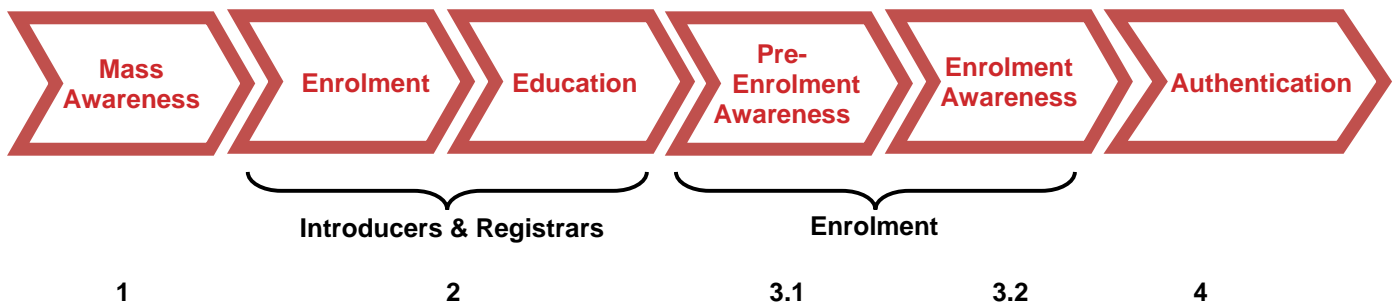 Mass
Awareness
Enrolment
Education
Pre-
Enrolment
Awareness
Enrolment
Awareness
Authentication
Introducers & Registrars
Enrolment
1
2
3.1
3.2
4